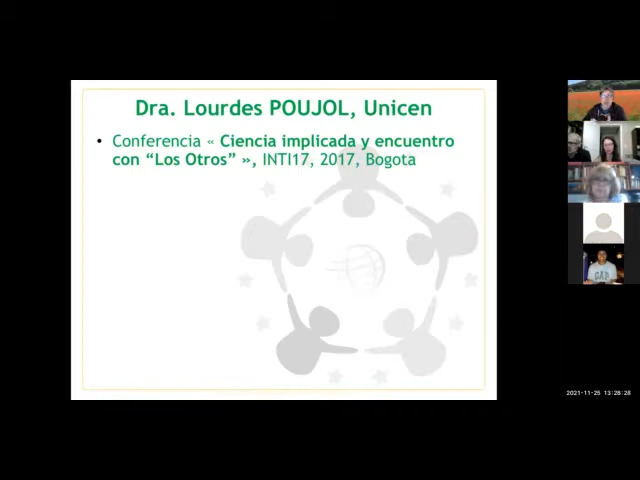 Dra. Lourdes POUJOL, Unicen
• Conferencia « Ciencia implicada y encuentro
con “Los Otros” », INTI17, 2017, Bogota
GAP
2021-11-25 13:28:28